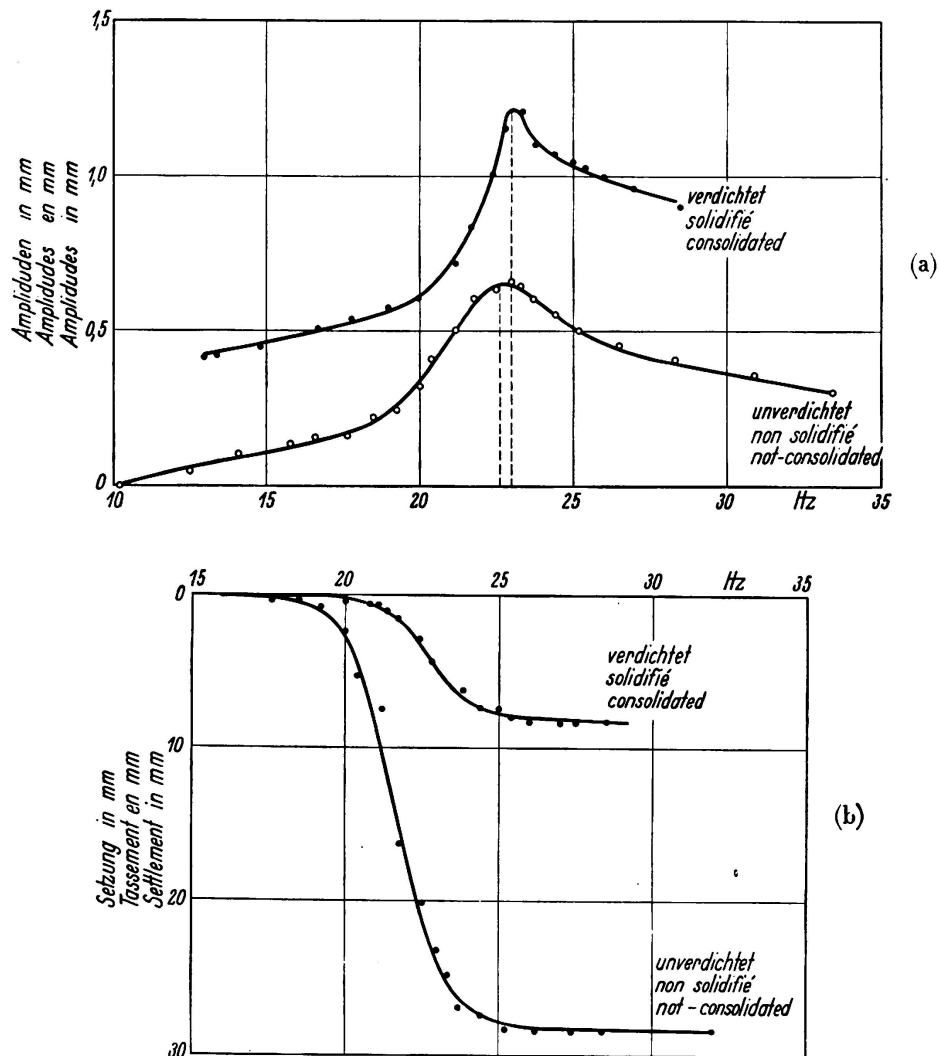 1,5
1,0
0,5
0
Amplituden in mm
Ampliudes en mm
Ampliudes in mm
verdichtet
solidifié
consolidated
(a)
unverdichtet
non solidifié
not-consolidated
10 15 20 25 30 Hz 35
15 20 25 30 Hz 35
0
10
20
30
Setzung in mm
Tassement en mm
Settlement in mm
verdichtet
solidifié
consolidated
(b)
unverdichtet
non solidifié
not-consolidated